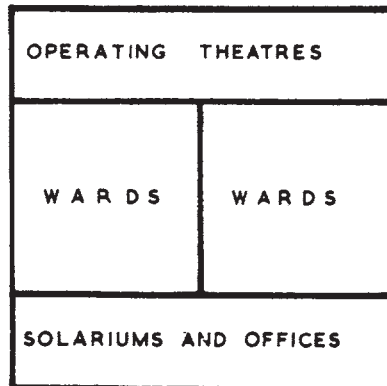 OPERATING THEATRES
WARDS WARDS
SOLARIUMS AND OFFICES